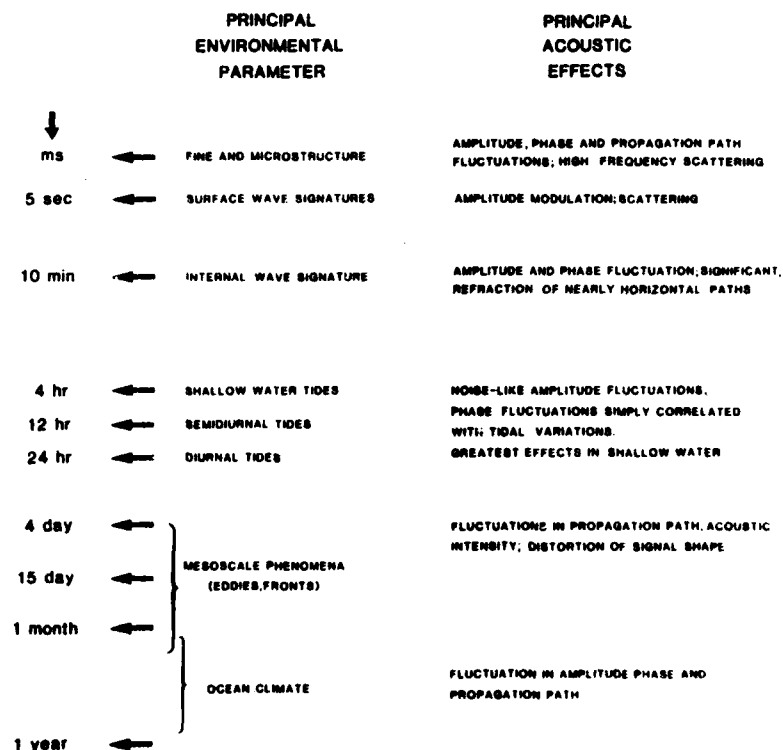 PRINCIPAL ENVIRONMENTAL PARAMETER
PRINCIPAL ACOUSTIC EFFECTS
ms
FINE AND MICROSTRUCTURE
AMPLITUDE, PHASE AND PROPAGATION PATH
FLUCTUATIONS; HIGH FREQUENCY SCATTERING
5 sec
SURFACE WAVE SIGNATURES
AMPLITUDE MODULATION; SCATTERING
10 min
INTERNAL WAVE SIGNATURE
AMPLITUDE AND PHASE FLUCTUATION; SIGNIFICANT,
REFRACTION OF NEARLY HORIZONTAL PATHS
4 hr
SHALLOW WATER TIDES
12 hr
SEMIDIURNAL TIDES
24 hr
DIURNAL TIDES
NOISE-LIKE AMPLITUDE FLUCTUATIONS.
PHASE FLUCTUATIONS SIMPLY CORRELATED
WITH TIDAL VARIATIONS.
GREATEST EFFECTS IN SHALLOW WATER
4 day
15 day
1 month
MESOSCALE PHENOMENA
(EDDIES,FRONTS)
FLUCTUATIONS IN PROPAGATION PATH, ACOUSTIC
INTENSITY; DISTORTION OF SIGNAL SHAPE
OCEAN CLIMATE
FLUCTUATION IN AMPLITUDE PHASE AND
PROPAGATION PATH
1 year